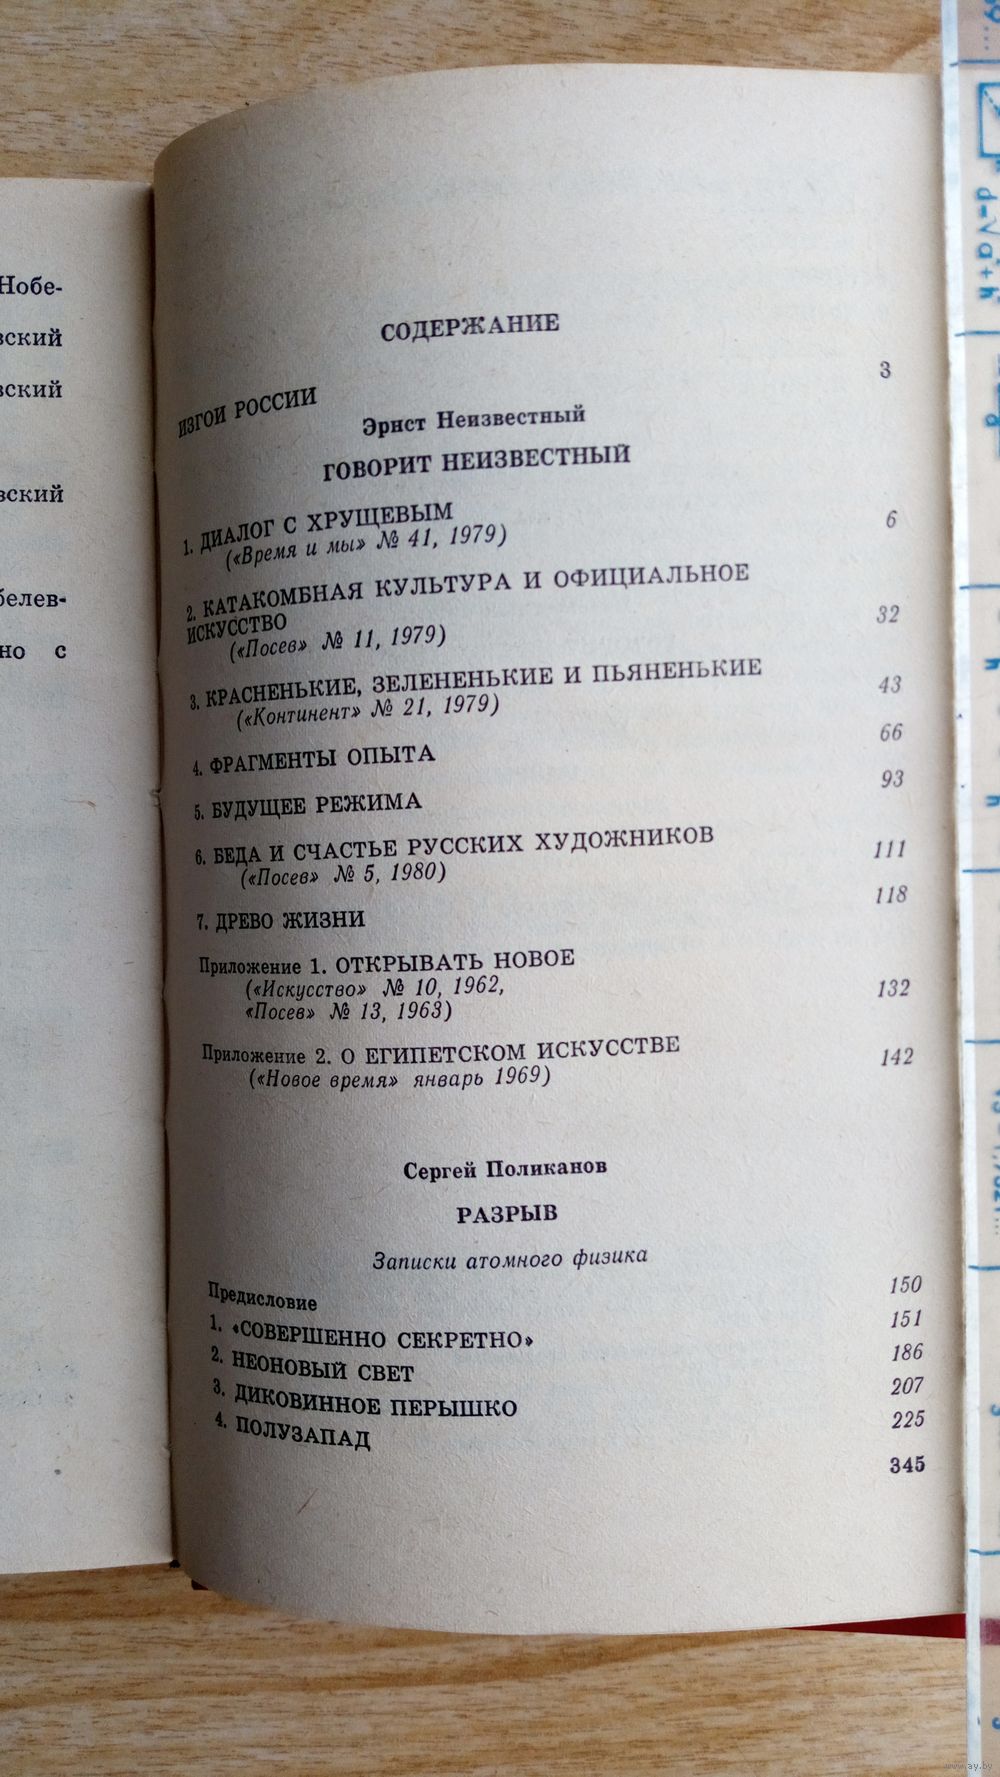 Нобе-
вский
вский
вский
белев-
но с
СОДЕРЖАНИЕ
ИЗГОИ РОССИИ 3
Эрнст Неизвестный
ГОВОРИТ НЕИЗВЕСТНЫЙ
1. ДИАЛОГ С ХРУЩЕВЫМ
(«Время и мы» № 41, 1979) 6
2. КАТАКОМБНАЯ КУЛЬТУРА И ОФИЦИАЛЬНОЕ
ИСКУССТВО
(«Посев» № 11, 1979) 32
3. КРАСНЕНЬКИЕ, ЗЕЛЕНЕНЬКИЕ И ПЬЯНЕНЬКИЕ
(«Континент» № 21, 1979) 43
4. ФРАГМЕНТЫ ОПЫТА 66
5. БУДУЩЕЕ РЕЖИМА 93
6. БЕДА И СЧАСТЬЕ РУССКИХ ХУДОЖНИКОВ
(«Посев» № 5, 1980) 111
7. ДРЕВО ЖИЗНИ 118
Приложение 1. ОТКРЫВАТЬ НОВОЕ
(«Искусство» № 10, 1962,
«Посев» № 13, 1963) 132
Приложение 2. О ЕГИПЕТСКОМ ИСКУССТВЕ
(«Новое время» январь 1969) 142
Сергей Поликанов
РАЗРЫВ
Записки атомного физика
Предисловие 150
1. «СОВЕРШЕННО СЕКРЕТНО» 151
2. НЕОНОВЫЙ СВЕТ 186
3. ДИКОВИННОЕ ПЕРЫШКО 207
4. ПОЛУЗАПАД 225
345
www.ay.by